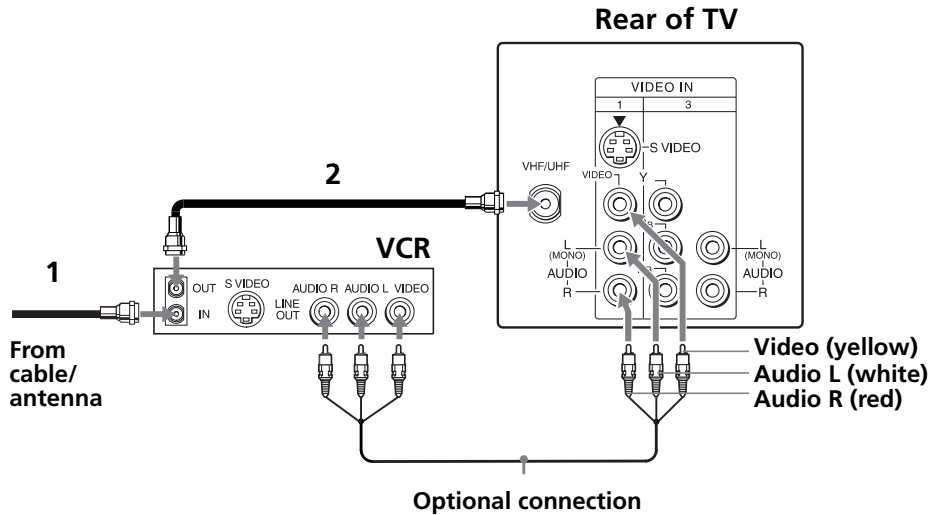 Rear of TV
VIDEO IN
1 3
S VIDEO
VHF/UHF
VIDEO
Y
L
(MONO)
AUDIO
R
L
(MONO)
AUDIO
R
2
VCR
1
OUT
IN
S VIDEO
AUDIO R AUDIO L VIDEO
LINE
OUT
From
cable/
antenna
Video (yellow)
Audio L (white)
Audio R (red)
Optional connection